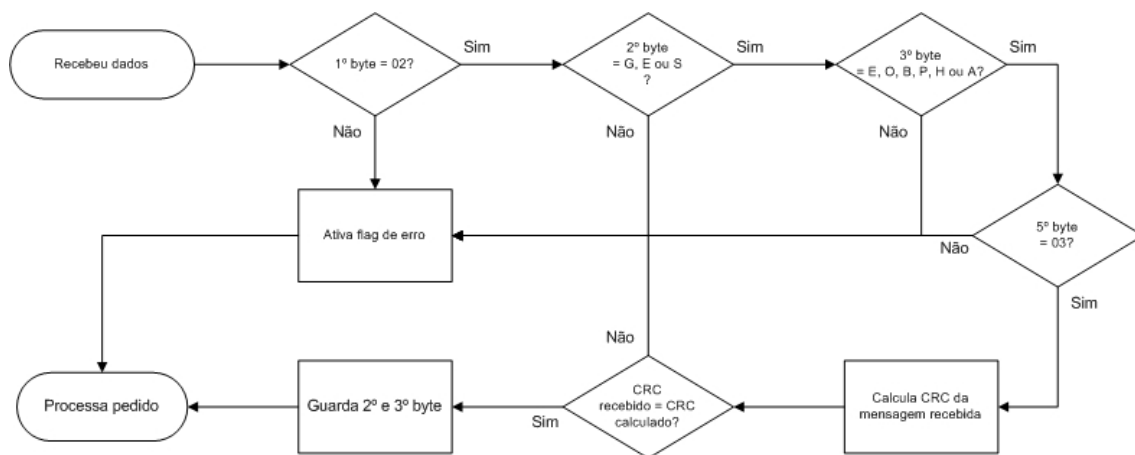 Recebeu dados
1º byte = 02?
Sim
2º byte
= G, E ou S
?
Sim
3º byte
= E, O, B, P, H ou A?
Sim
Não
Não
Não
Ativa flag de erro
Não
5º byte
= 03?
Sim
Não
Processa pedido
Guarda 2º e 3º byte
Sim
CRC
recebido = CRC
calculado?
Calcula CRC da
mensagem recebida